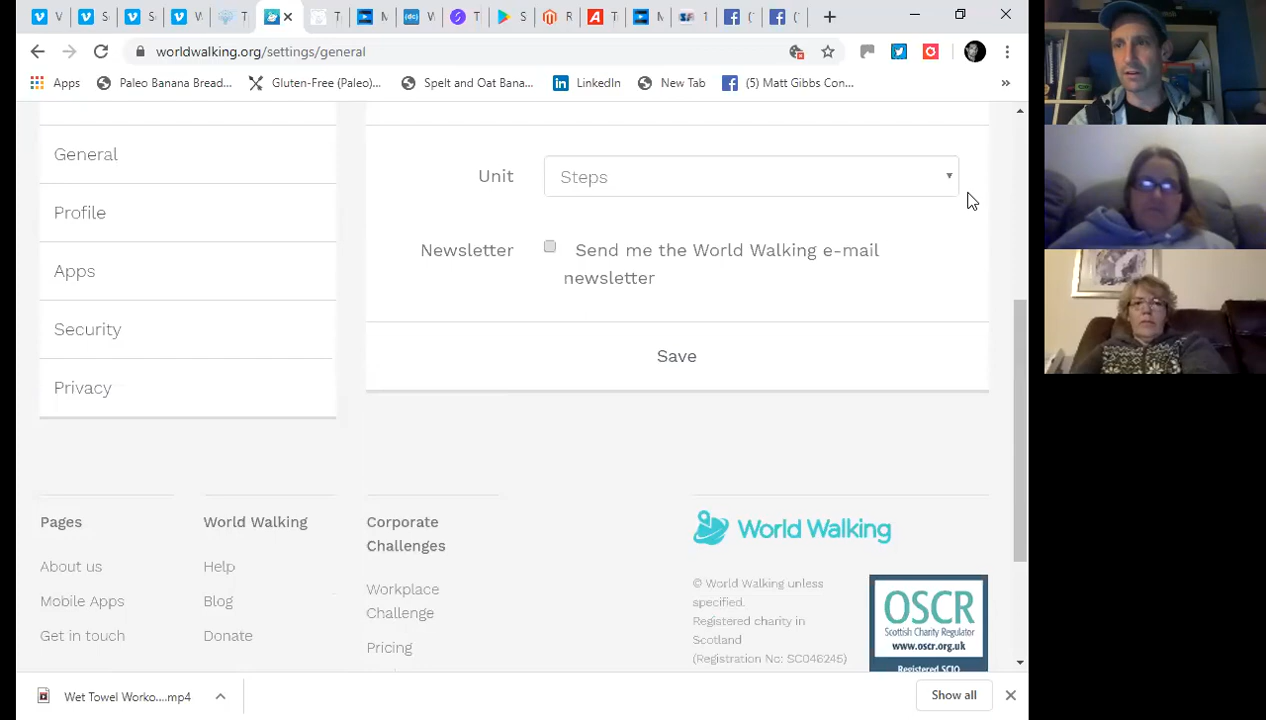 V
S
S
V
T
T
M
V
T
S
R
T
M
1
(
(
worldwalking.org/settings/general
Apps
Paleo Banana Bread...
Gluten-Free (Paleo)...
Spelt and Oat Bana...
LinkedIn
New Tab
(5) Matt Gibbs Con...
»
General
Profile
Apps
Security
Privacy
Unit
Steps
Newsletter
Send me the World Walking e-mail
newsletter
Save
Pages
About us
Mobile Apps
Get in touch
World Walking
Help
Blog
Donate
Corporate
Challenges
Workplace
Challenge
Pricing
World Walking
© World Walking unless
specified.
Registered charity in
Scotland
(Registration No: SC046245)
OSCR
Scottish Charity Regulator
www.oscr.org.uk
Registered SCIO
Wet Towel Worko....mp4
Show all